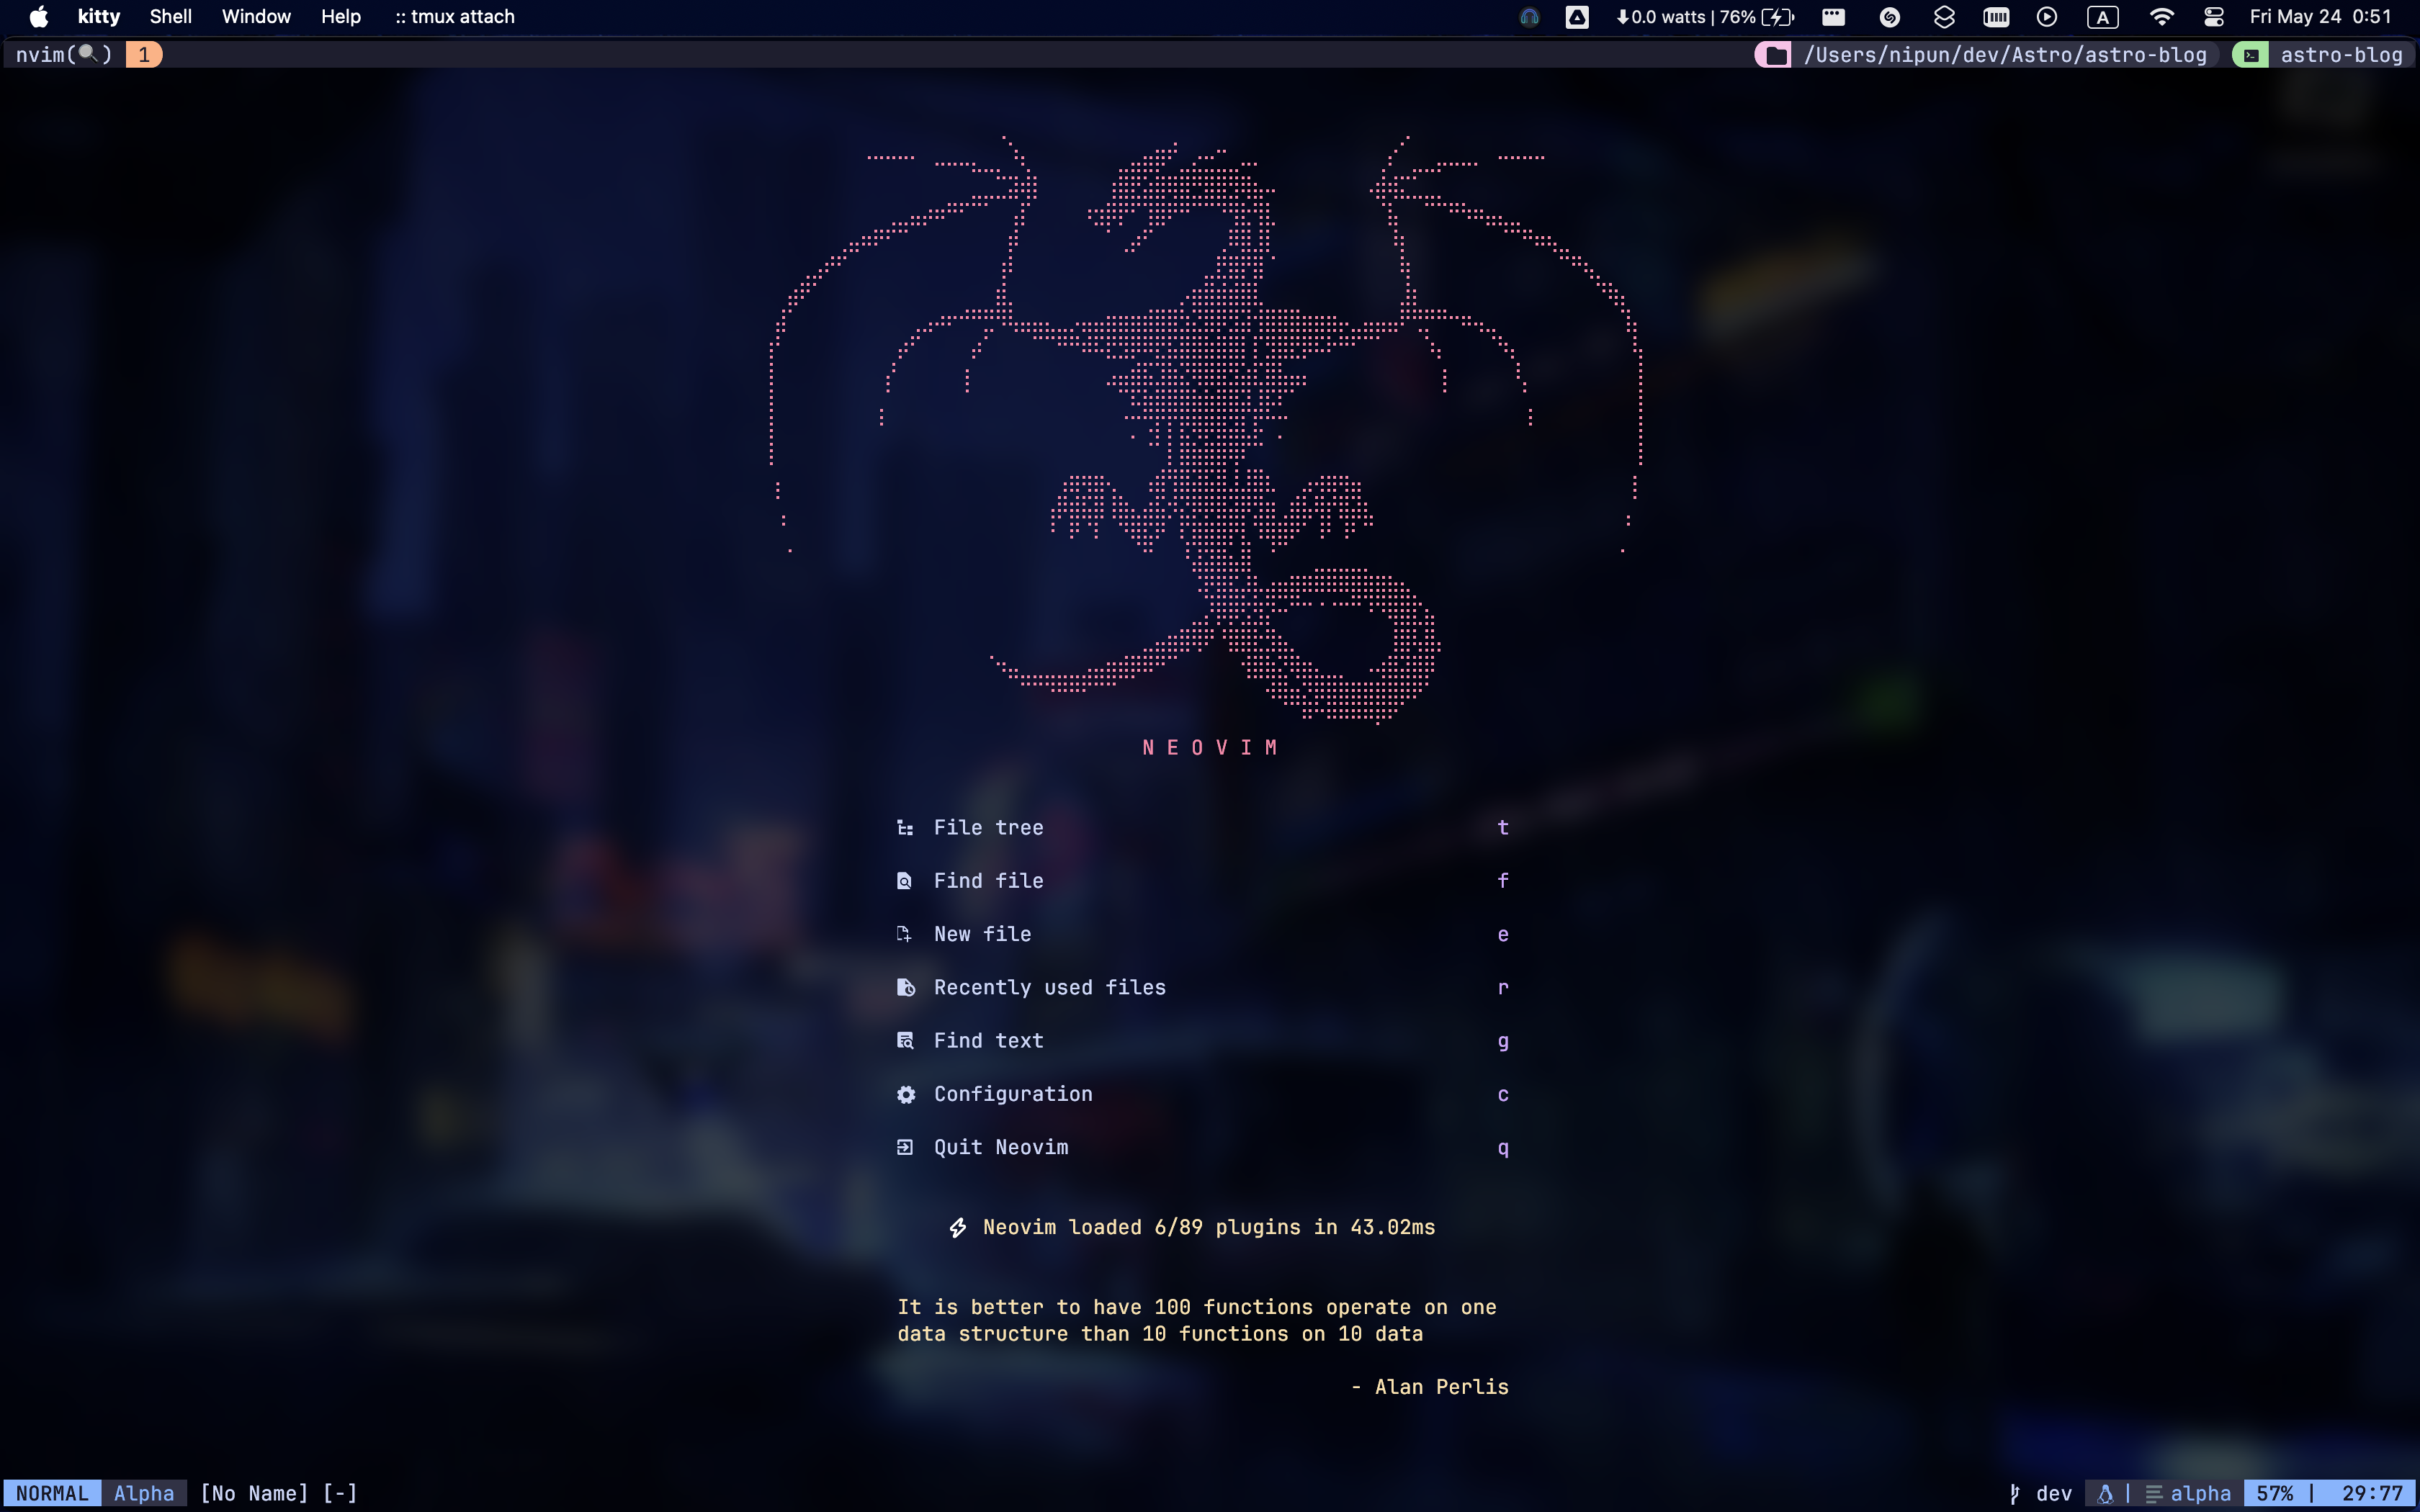 kitty Shell Window Help :: tmux attach
0.0 watts | 76% A Fri May 24 0:51
nvim( ) 1
/Users/nipun/dev/Astro/astro-blog astro-blog
NEOVIM
File tree t
Find file f
New file e
Recently used files r
Find text g
Configuration c
Quit Neovim q
Neovim loaded 6/89 plugins in 43.02ms
It is better to have 100 functions operate on one
data structure than 10 functions on 10 data
- Alan Perlis
NORMAL Alpha [No Name] [-]
dev | alpha 57% | 29:77